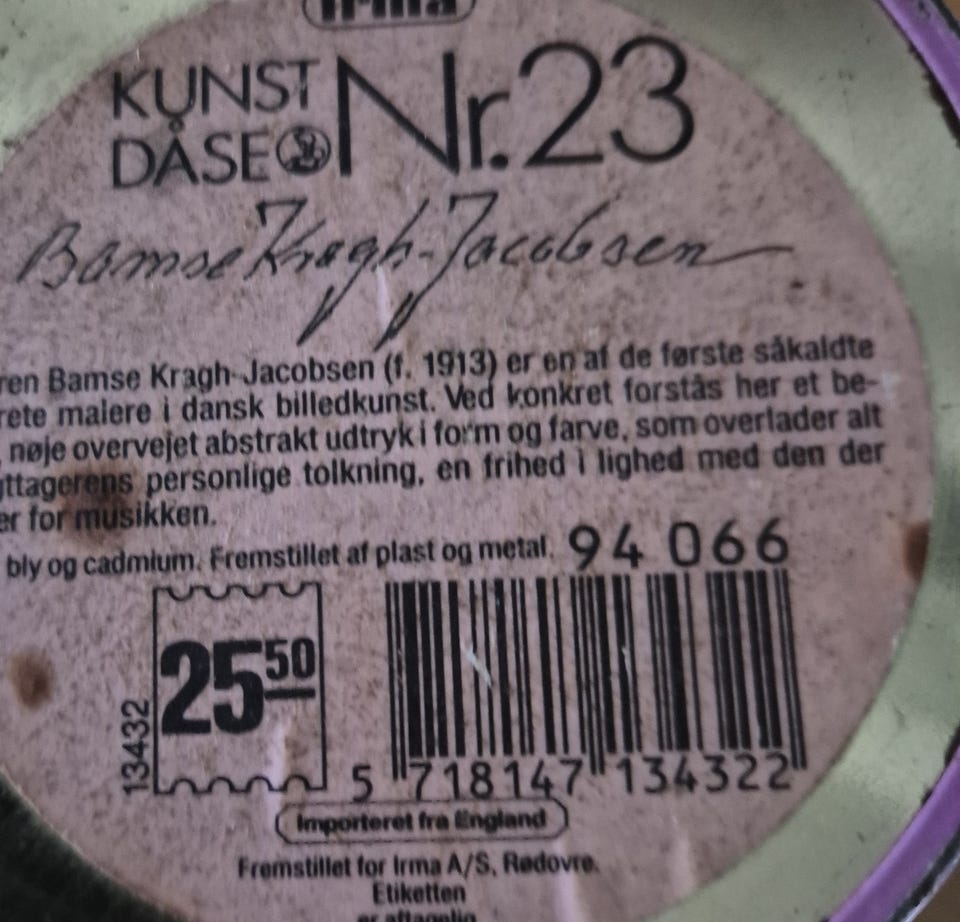 Irma
KUNST
DÅSE Nr. 23
Bamse Kragh-Jacobsen
ren Bamse Kragh-Jacobsen (f. 1913) er en af de første såkaldte
rete malere i dansk billedkunst. Ved konkret forstås her et be-
nøje overvejet abstrakt udtryk i form og farve, som overlader alt
ttagerens personlige tolkning, en frihed i lighed med den der
er for musikken.
bly og cadmium. Fremstillet af plast og metal. 94 066
25 50
13432
5 718147 134322
Importeret fra England
Fremstillet for Irma A/S, Rødovre.
Etiketten
er aftagelig